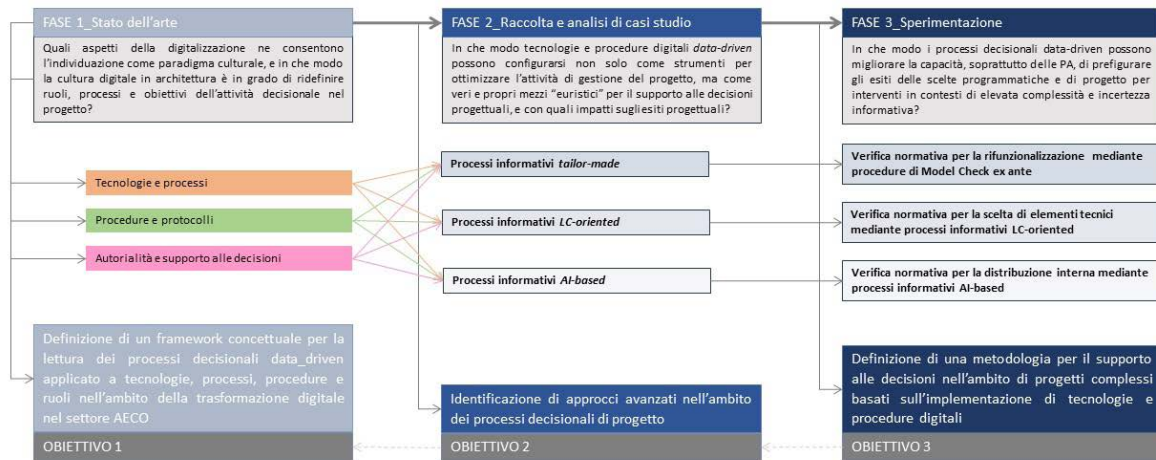 FASE 1_Stato dell'arte
Quali aspetti della digitalizzazione ne consentono
l'individuazione come paradigma culturale, e in che modo
la cultura digitale in architettura è in grado di ridefinire
ruoli, processi e obiettivi dell'attività decisionale nel
progetto?
Tecnologie e processi
Procedure e protocolli
Autorialità e supporto alle decisioni
Definizione di un framework concettuale per la
lettura dei processi decisionali data_driven
applicato a tecnologie, processi, procedure e
ruoli nell'ambito della trasformazione digitale
nel settore AECO
OBIETTIVO 1
FASE 2_Raccolta e analisi di casi studio
In che modo tecnologie e procedure digitali data-driven
possono configurarsi non solo come strumenti per
ottimizzare l'attività di gestione del progetto, ma come
veri e propri mezzi "euristici" per il supporto alle decisioni
progettuali, e con quali impatti sugli esiti progettuali?
Processi informativi tailor-made
Processi informativi LC-oriented
Processi informativi AI-based
Identificazione di approcci avanzati nell'ambito
dei processi decisionali di progetto
OBIETTIVO 2
FASE 3_Sperimentazione
In che modo i processi decisionali data-driven possono
migliorare la capacità, soprattutto delle PA, di prefigurare
gli esiti delle scelte programmatiche e di progetto per
interventi in contesti di elevata complessità e incertezza
informativa?
Verifica normativa per la rifunzionalizzazione mediante
procedure di Model Check ex ante
Verifica normativa per la scelta di elementi tecnici
mediante processi informativi LC-oriented
Verifica normativa per la distribuzione interna mediante
processi informativi AI-based
Definizione di una metodologia per il supporto
alle decisioni nell'ambito di progetti complessi
basati sull'implementazione di tecnologie e
procedure digitali
OBIETTIVO 3